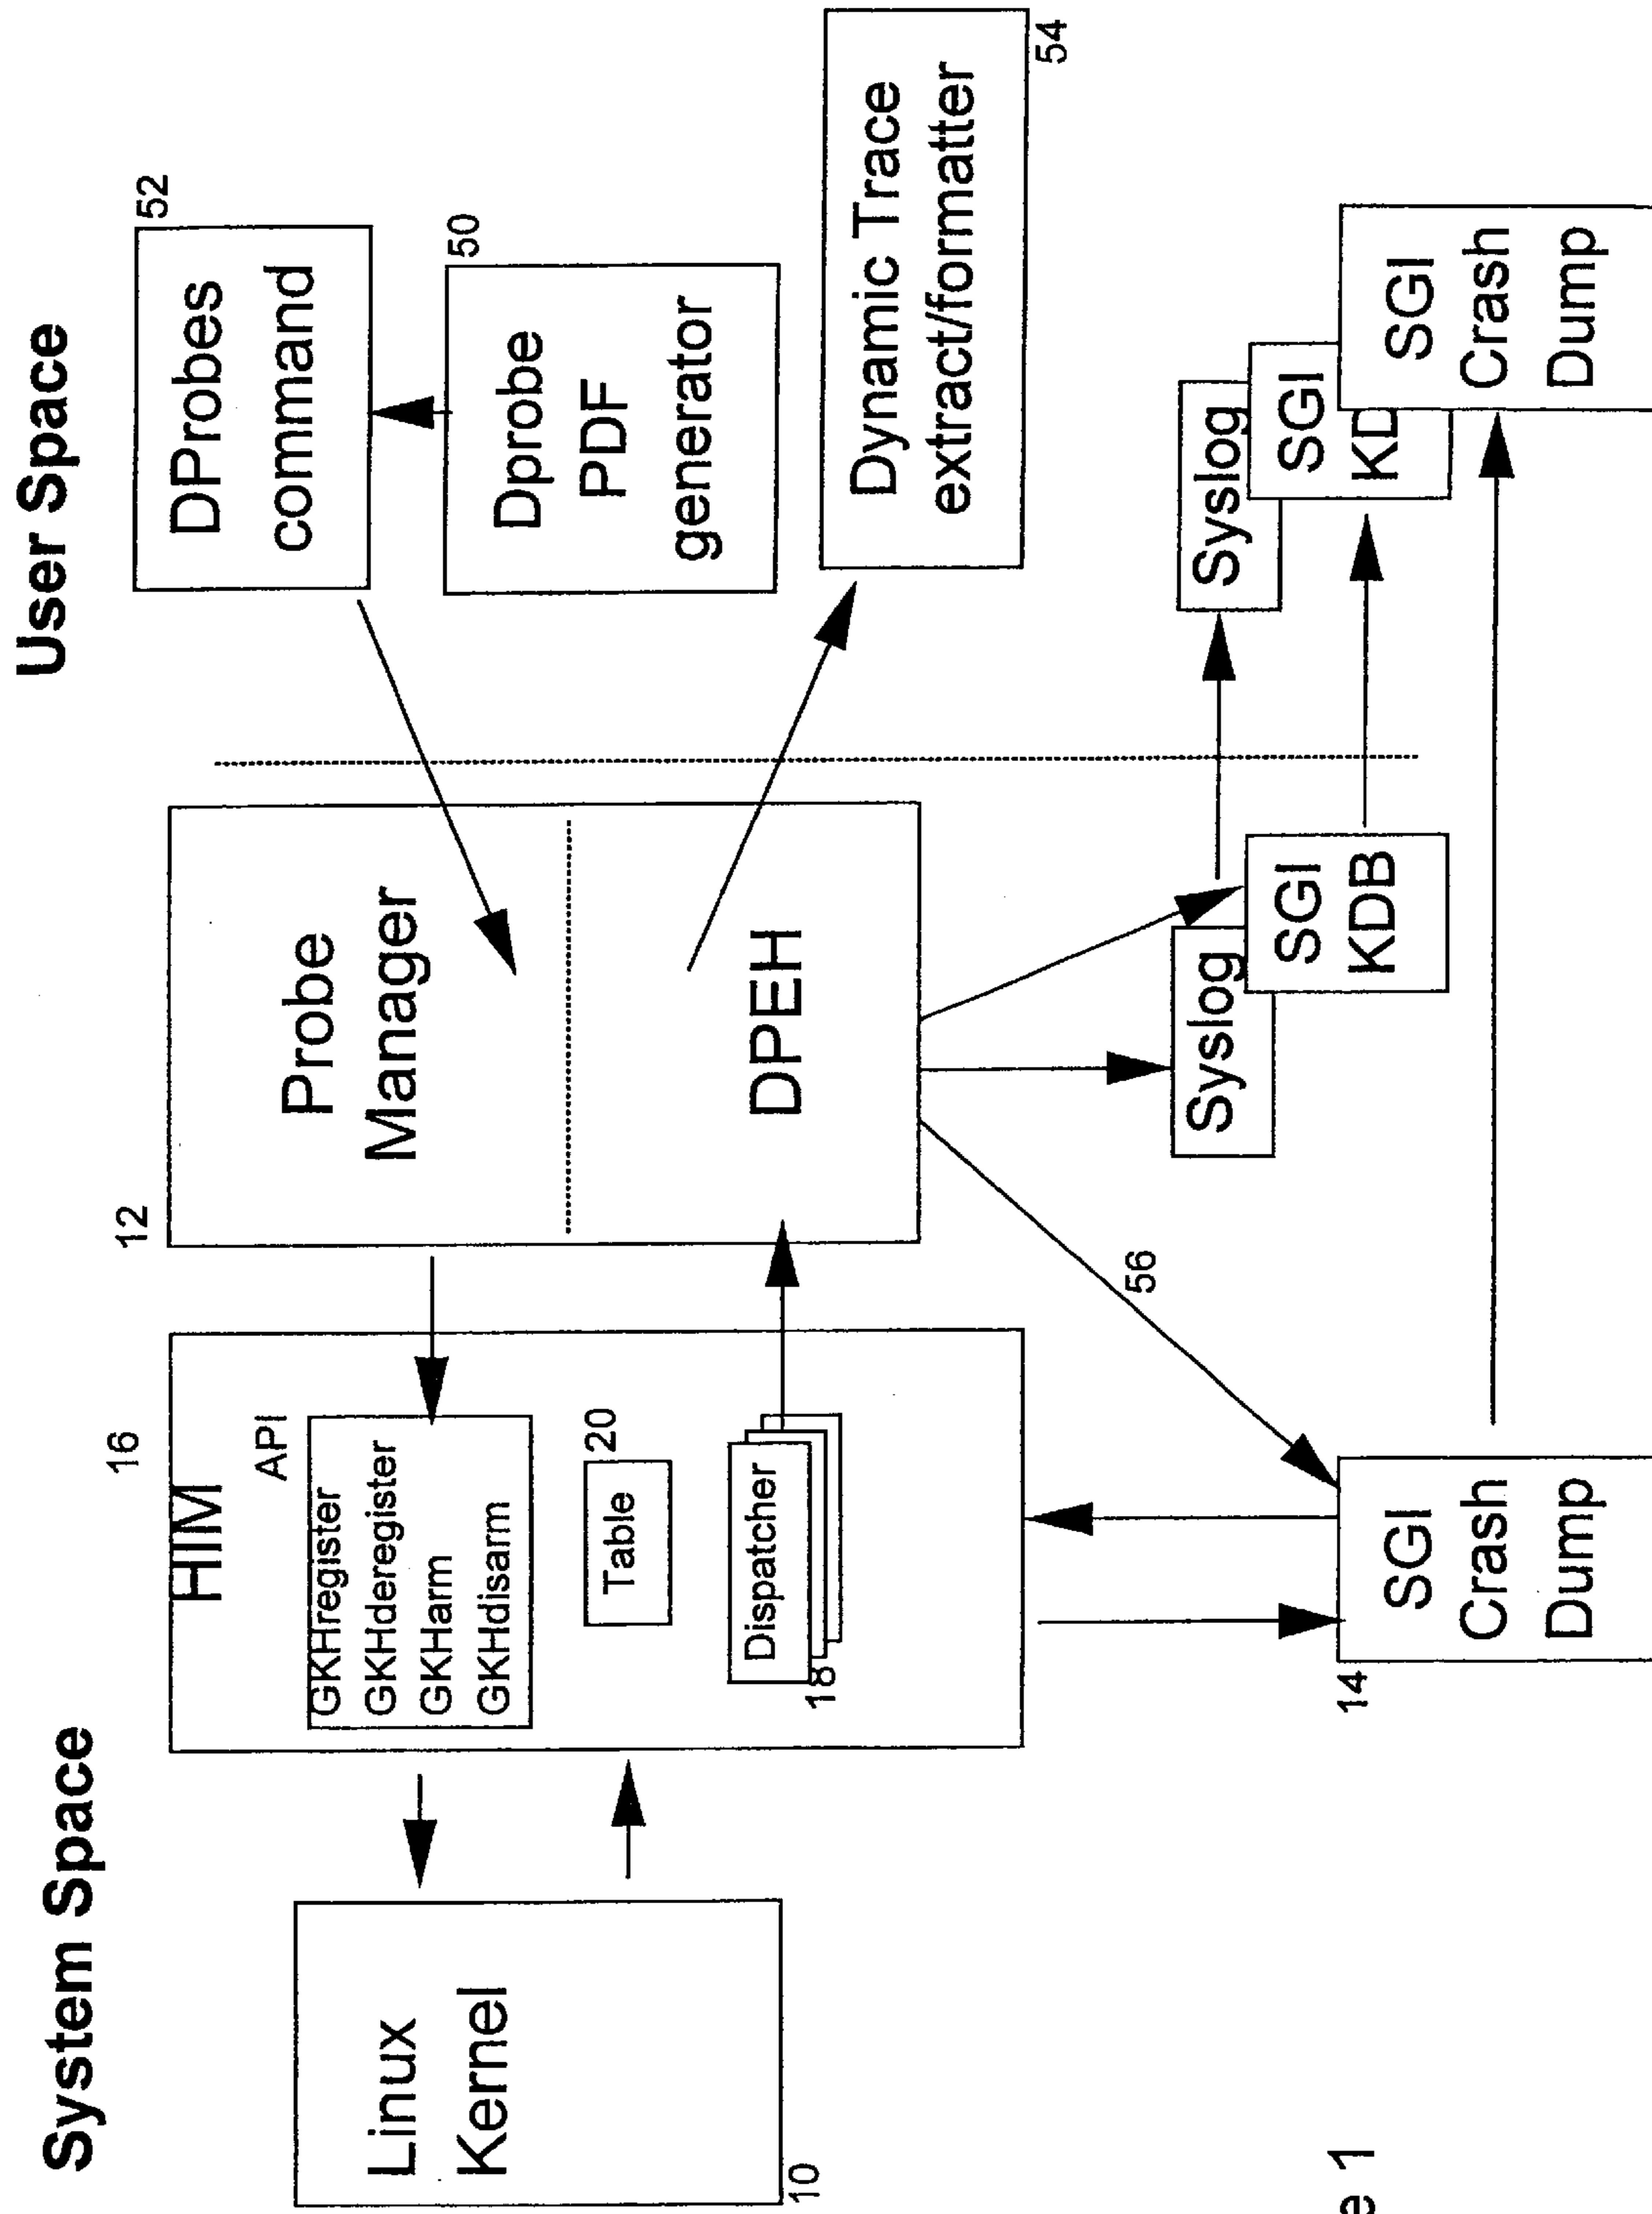 System Space
User Space
Linux
Kernel
10
HIM
16
API
GKHregister
GKHderegister
GKHarm
GKHdisarm
Table
20
Dispatcher
18
12
Probe
Manager
DPEH
DProbes
command
52
Dprobe
PDF
generator
50
Dynamic Trace
extract/formatter
54
56
Syslog
SGI
KDB
Syslog
SGI
SGI
Crash
Dump
14
SGI
Crash
Dump
e 1